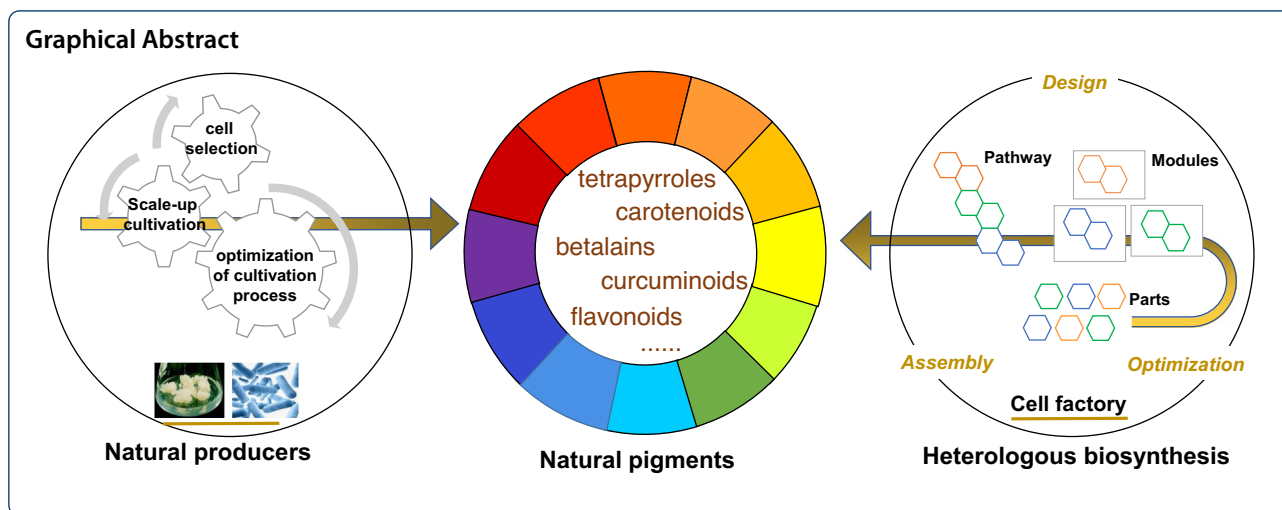 Graphical Abstract
cell
selection
Scale-up
cultivation
optimization
of cultivation
process
Natural producers
tetrapyrroles
carotenoids
betalains
curcuminoids
flavonoids
......
Natural pigments
Design
Pathway
Modules
Parts
Assembly
Optimization
Cell factory
Heterologous biosynthesis